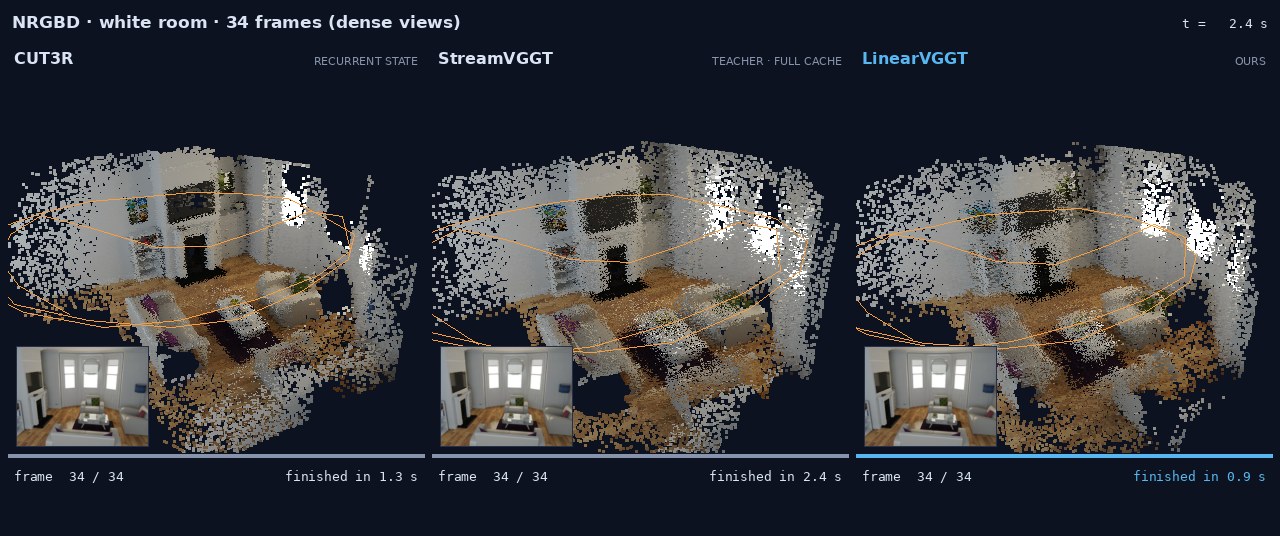 NRGBD · white room · 34 frames (dense views)
t =   2.4 s
CUT3R
RECURRENT STATE
StreamVGGT
TEACHER · FULL CACHE
LinearVGGT
OURS
frame  34 / 34
finished in 1.3 s
frame  34 / 34
finished in 2.4 s
frame  34 / 34
finished in 0.9 s